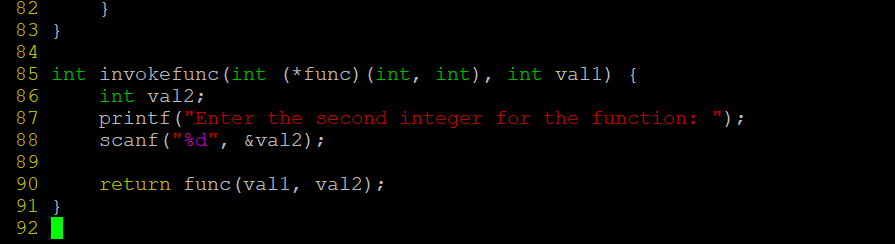 82     }
83 }
84
85 int invokefunc(int (*func)(int, int), int val1) {
86     int val2;
87     printf("Enter the second integer for the function: ");
88     scanf("%d", &val2);
89
90     return func(val1, val2);
91 }
92